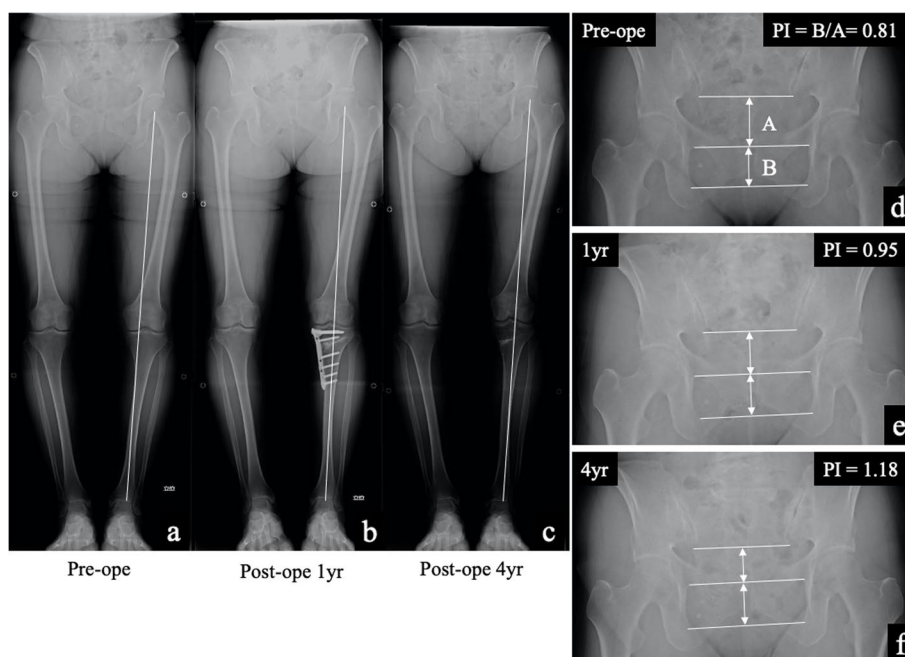 a
Pre-ope
b
Post-ope 1yr
c
Post-ope 4yr
Pre-ope
PI = B/A= 0.81
A
B
d
1yr
PI = 0.95
e
4yr
PI = 1.18
f